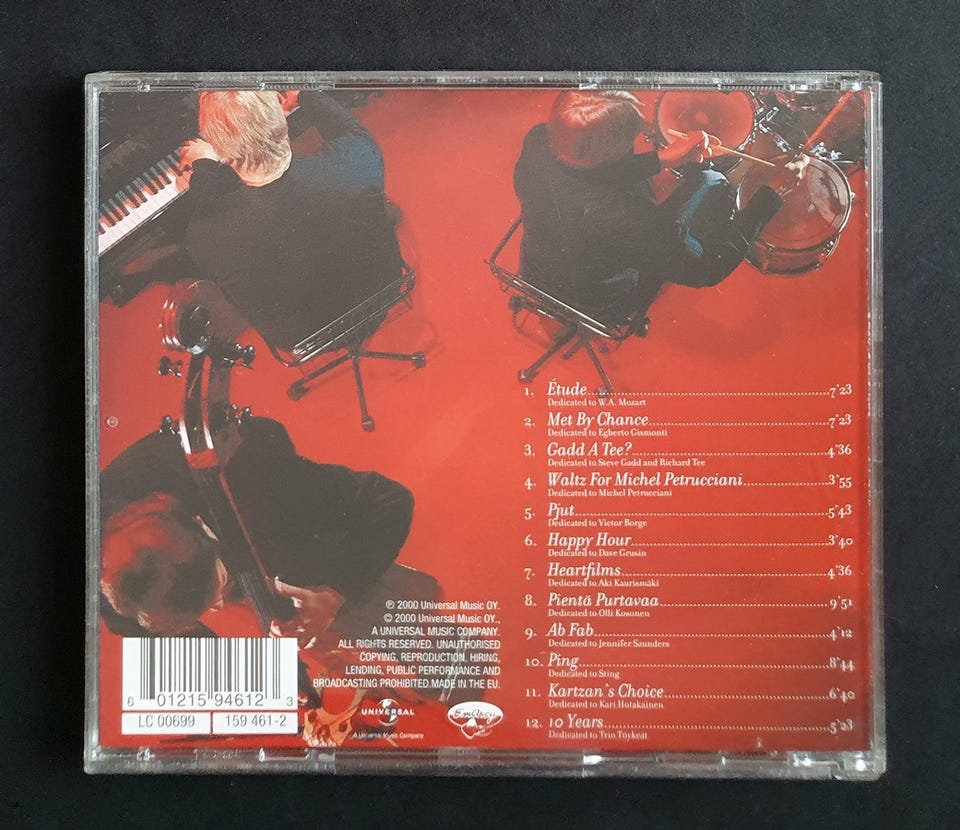 1. Étude 7'23
Dedicated to W.A. Mozart
2. Met By Chance 7'23
Dedicated to Egberto Gismonti
3. Gadd A Tee? 4'36
Dedicated to Steve Gadd and Richard Tee
4. Waltz For Michel Petrucciani 3'55
Dedicated to Michel Petrucciani
5. Pjut 5'43
Dedicated to Victor Borge
6. Happy Hour 3'40
Dedicated to Dave Grusin
7. Heartfilms 4'36
Dedicated to Aki Kaurismäki
8. Pientä Purtavaa 9'51
Dedicated to Olli Kosonen
9. Ab Fab 4'12
Dedicated to Jennifer Saunders
10. Ping 8'44
Dedicated to Sting
11. Kartzan's Choice 6'40
Dedicated to Kari Hotakainen
12. 10 Years 5'28
Dedicated to Trio Töykeät
℗ 2000 Universal Music OY.
© 2000 Universal Music OY.,
A UNIVERSAL MUSIC COMPANY.
ALL RIGHTS RESERVED. UNAUTHORISED
COPYING, REPRODUCTION, HIRING,
LENDING, PUBLIC PERFORMANCE AND
BROADCASTING PROHIBITED.MADE IN THE EU.
6 01215 94612 3
LC 00699 159 461-2
UNIVERSAL
A Universal Music Company
EmArcy